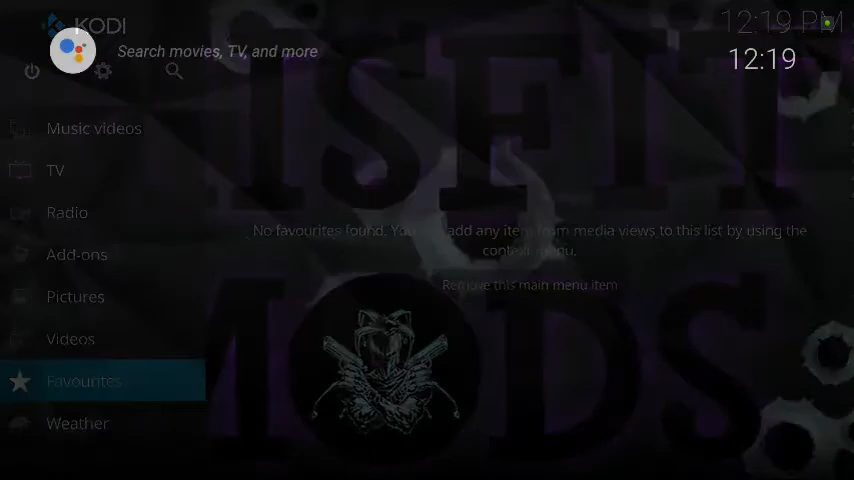 KODI
12:19 PM
Search movies, TV, and more
12:19
Music videos
TV
Radio
Add-ons
Pictures
Videos
Favourites
Weather
No favourites found. You add any item from media views to this list by using the
context menu.
Remove this main menu item
ISFIT
MODS